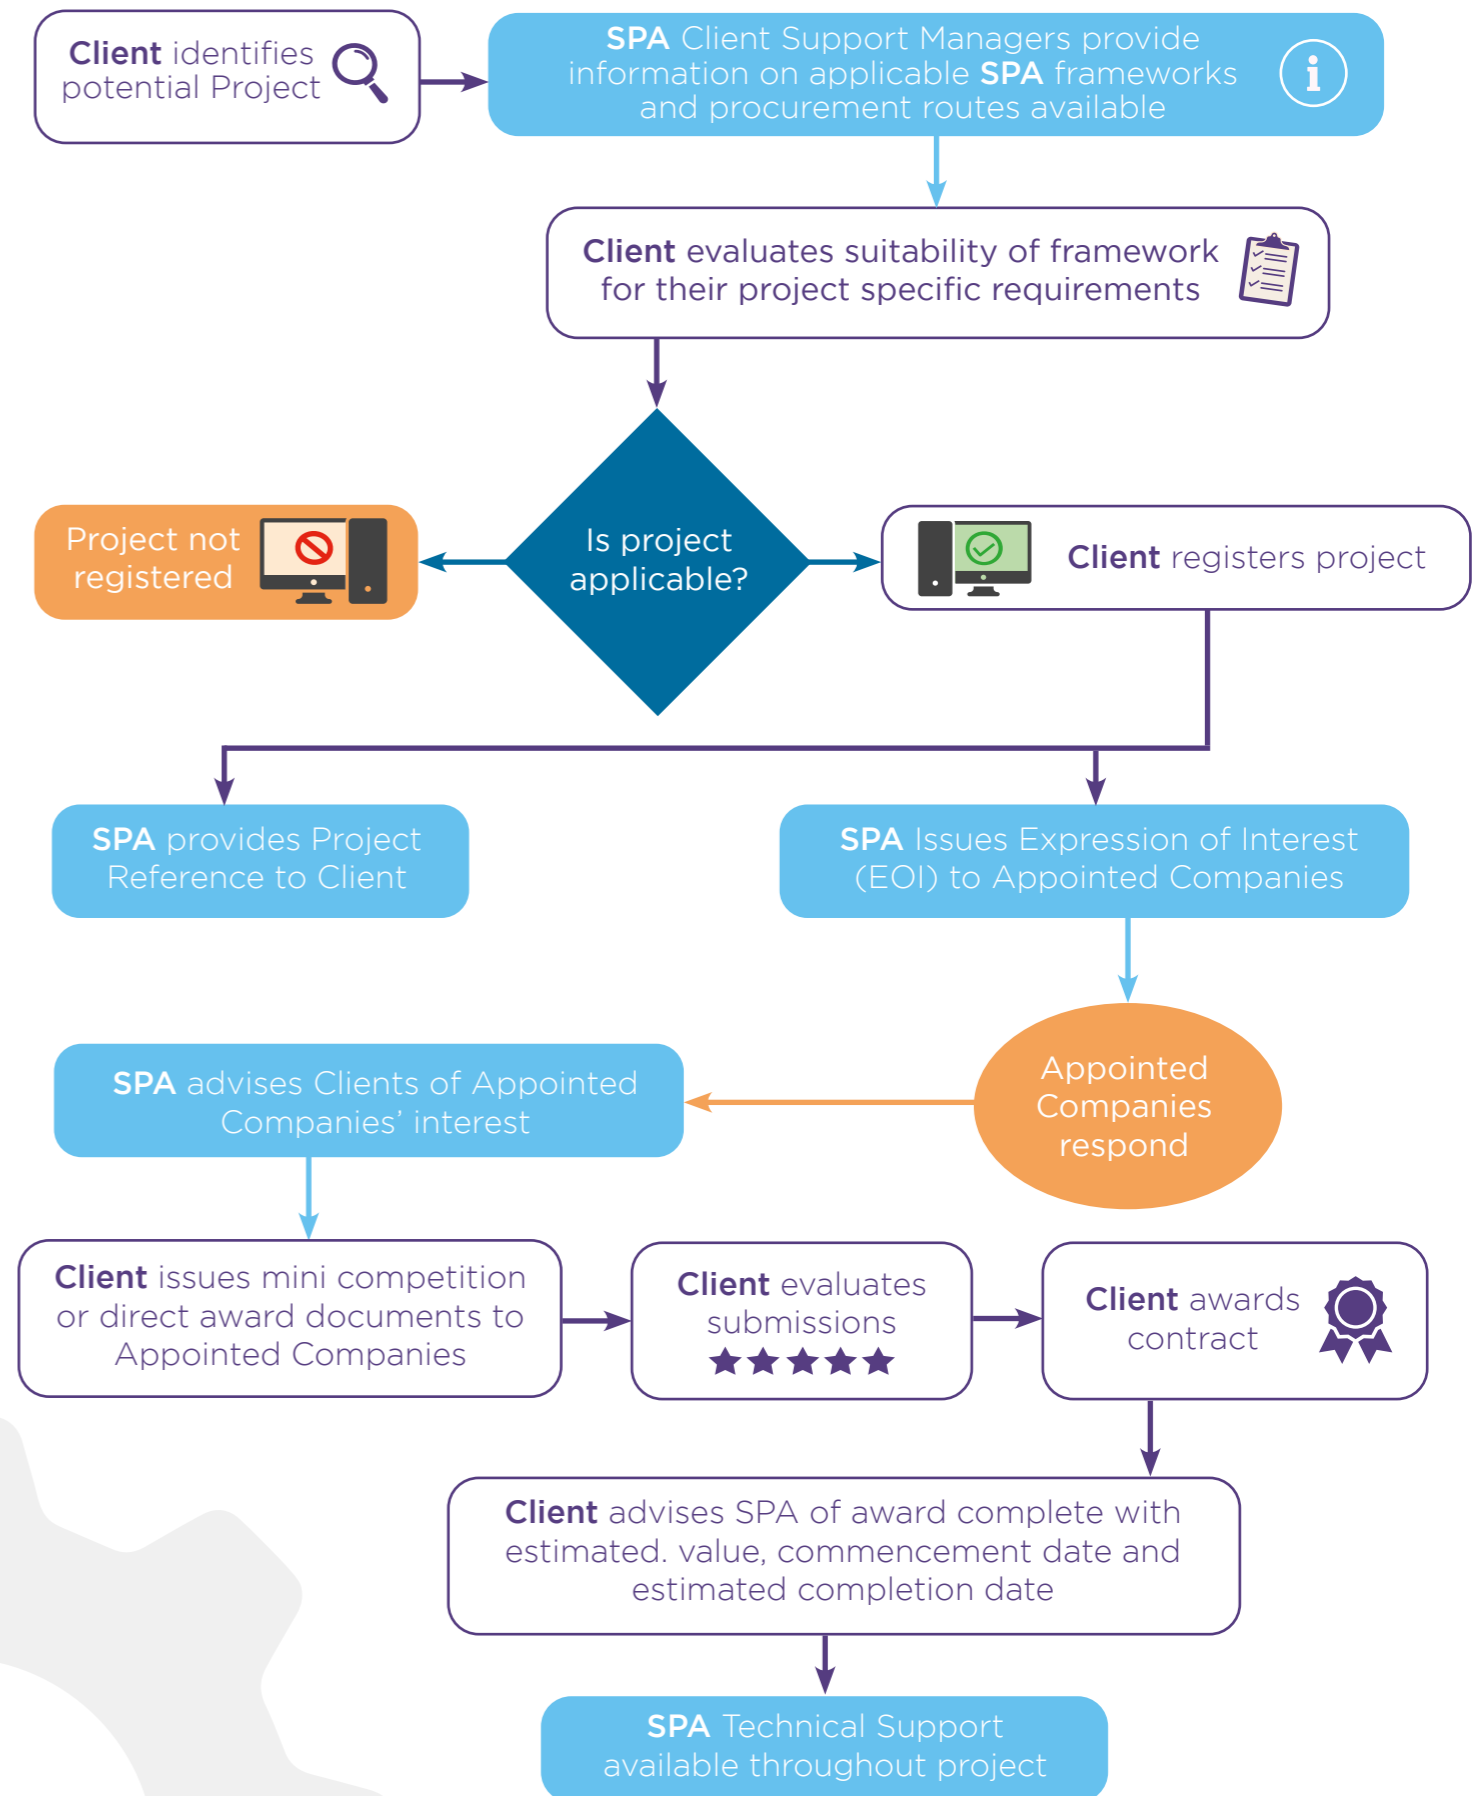 Client identifies
potential Project
SPA Client Support Managers provide
information on applicable SPA frameworks
and procurement routes available
i
Client evaluates suitability of framework
for their project specific requirements
Is project
applicable?
Project not
registered
Client registers project
SPA provides Project
Reference to Client
SPA Issues Expression of Interest
(EOI) to Appointed Companies
Appointed
Companies
respond
SPA advises Clients of Appointed
Companies’ interest
Client issues mini competition
or direct award documents to
Appointed Companies
Client evaluates
submissions
Client awards
contract
Client advises SPA of award complete with
estimated. value, commencement date and
estimated completion date
SPA Technical Support
available throughout project